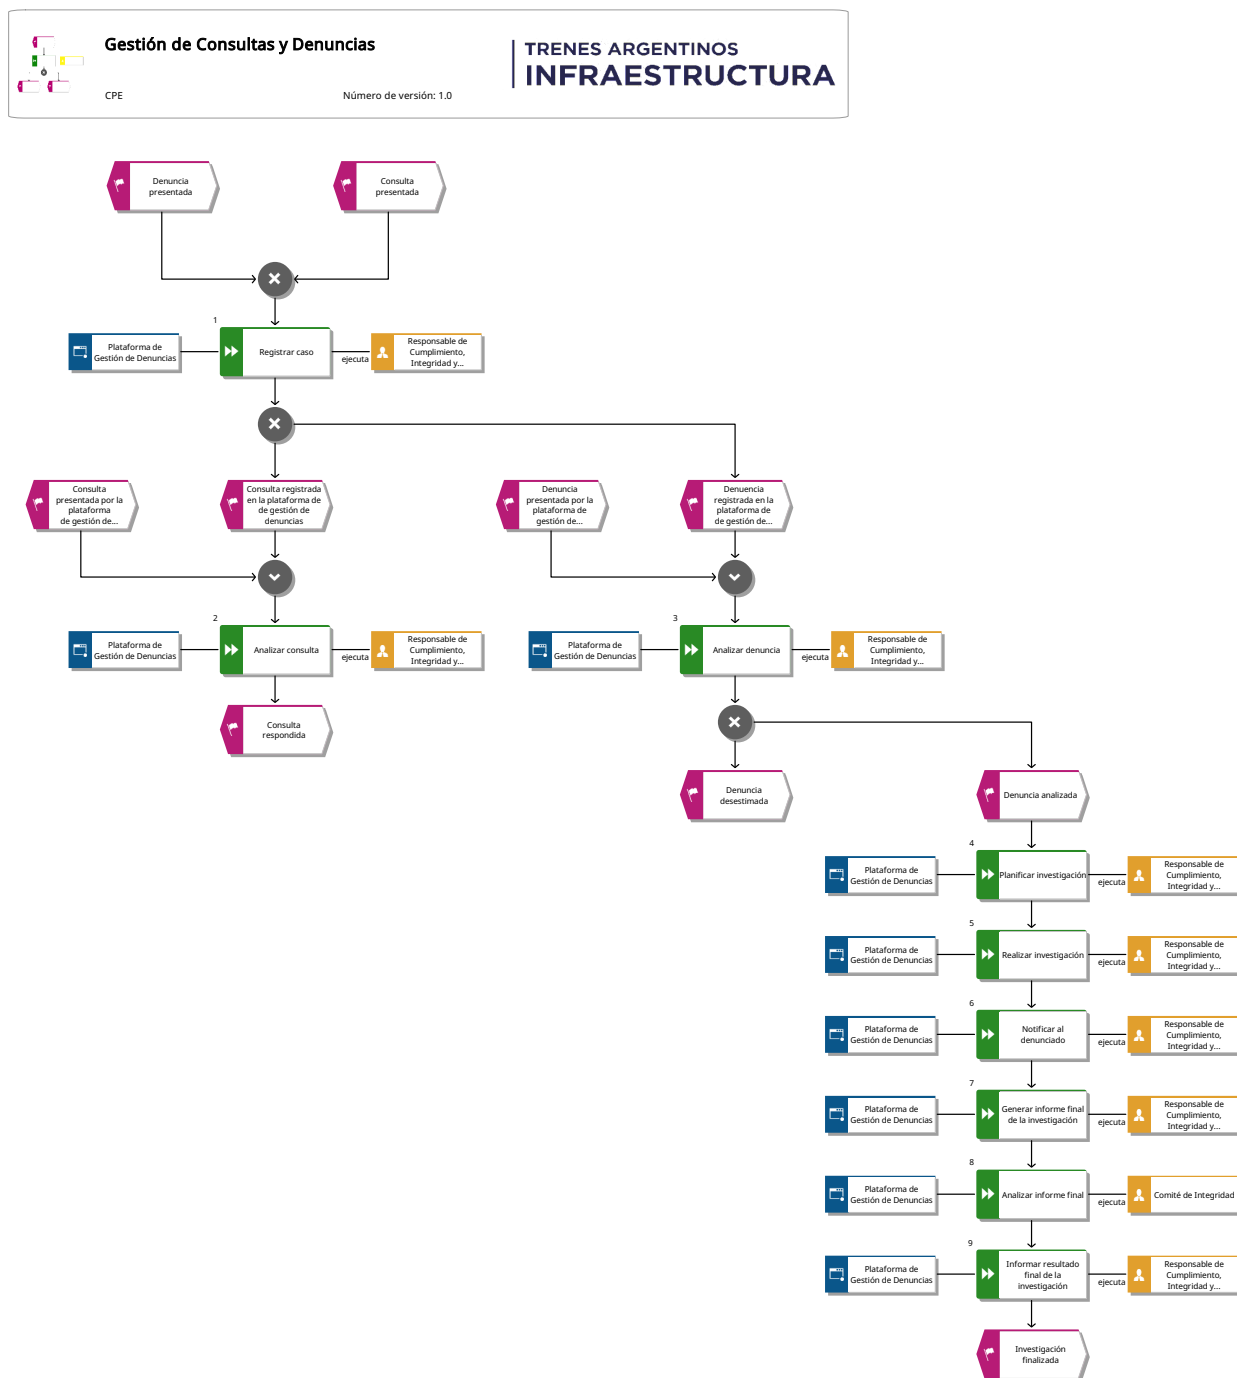 Gestión de Consultas y Denuncias
TRENES ARGENTINOS
INFRAESTRUCTURA
CPE
Número de versión: 1.0
Denuncia
presentada
Consulta
presentada
1
Plataforma de
Gestión de Denuncias
Registrar caso
ejecuta
Responsable de
Cumplimiento,
Integridad y...
Consulta
presentada por la
plataforma
de gestión de...
Consulta registrada
en la plataforma de
de gestión de
denuncias
Denuncia
presentada por la
plataforma de
gestión de...
Denuencia
registrada en la
plataforma de
de gestión de...
2
Plataforma de
Gestión de Denuncias
Analizar consulta
ejecuta
Responsable de
Cumplimiento,
Integridad y...
3
Plataforma de
Gestión de Denuncias
Analizar denuncia
ejecuta
Responsable de
Cumplimiento,
Integridad y...
Consulta
respondida
Denuncia
desestimada
Denuncia analizada
4
Plataforma de
Gestión de Denuncias
Planificar investigación
ejecuta
Responsable de
Cumplimiento,
Integridad y...
5
Plataforma de
Gestión de Denuncias
Realizar investigación
ejecuta
Responsable de
Cumplimiento,
Integridad y...
6
Plataforma de
Gestión de Denuncias
Notificar al
denunciado
ejecuta
Responsable de
Cumplimiento,
Integridad y...
7
Plataforma de
Gestión de Denuncias
Generar informe final
de la investigación
ejecuta
Responsable de
Cumplimiento,
Integridad y...
8
Plataforma de
Gestión de Denuncias
Analizar informe final
ejecuta
Comité de Integridad
9
Plataforma de
Gestión de Denuncias
Informar resultado
final de la
investigación
ejecuta
Responsable de
Cumplimiento,
Integridad y...
Investigación
finalizada